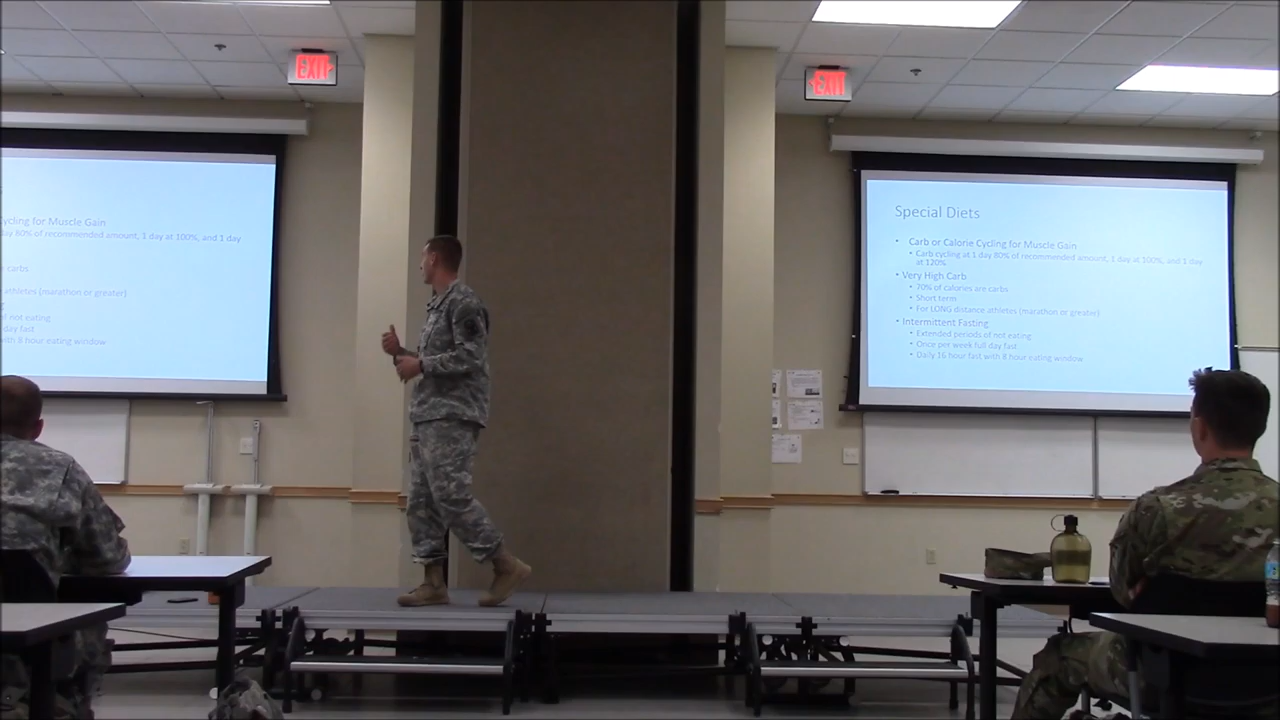 EXIT
EXIT
ycling for Muscle Gain
ay 80% of recommended amount, 1 day at 100%, and 1 day
carbs
athletes (marathon or greater)
of not eating
day fast
with 8 hour eating window
Special Diets
• Carb or Calorie Cycling for Muscle Gain
• Carb cycling at 1 day 80% of recommended amount, 1 day at 100%, and 1 day
at 120%
• Very High Carb
• 70% of calories are carbs
• Short term
• For LONG distance athletes (marathon or greater)
• Intermittent Fasting
• Extended periods of not eating
• Once per week full day fast
• Daily 16 hour fast with 8 hour eating window